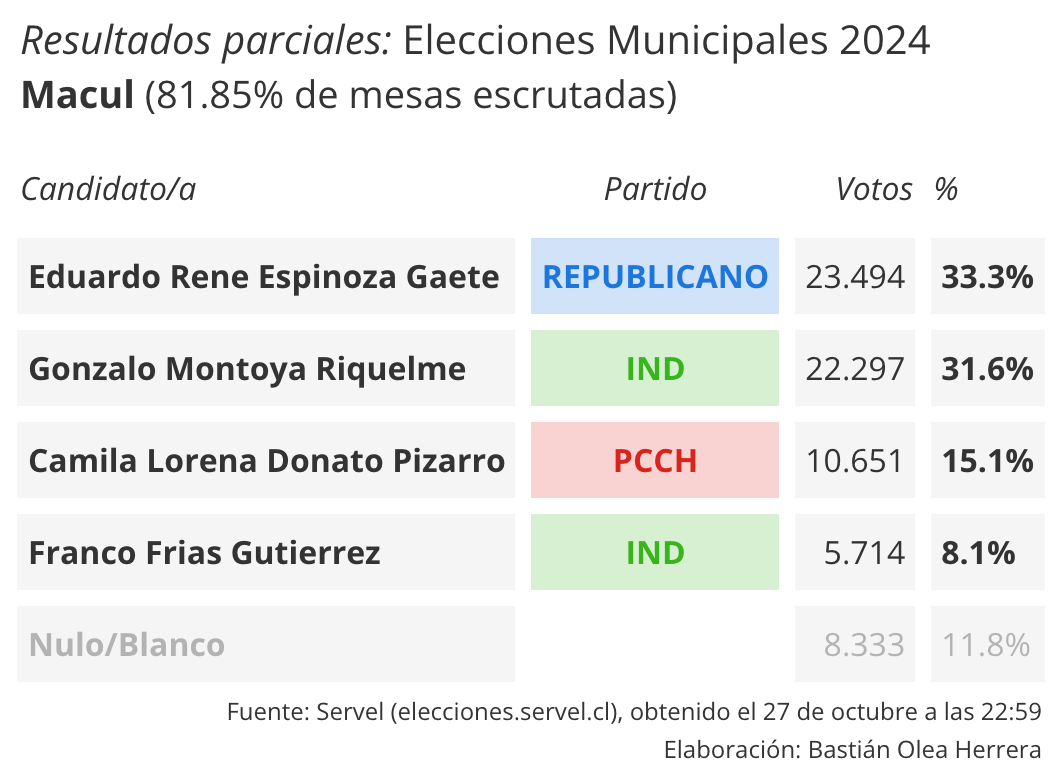 Resultados parciales: Elecciones Municipales 2024
Macul (81.85% de mesas escrutadas)
Candidato/a Partido Votos %
Eduardo Rene Espinoza Gaete REPUBLICANO 23.494 33.3%
Gonzalo Montoya Riquelme IND 22.297 31.6%
Camila Lorena Donato Pizarro PCCH 10.651 15.1%
Franco Frias Gutierrez IND 5.714 8.1%
Nulo/Blanco 8.333 11.8%
Fuente: Servel (elecciones.servel.cl), obtenido el 27 de octubre a las 22:59
Elaboración: Bastián Olea Herrera